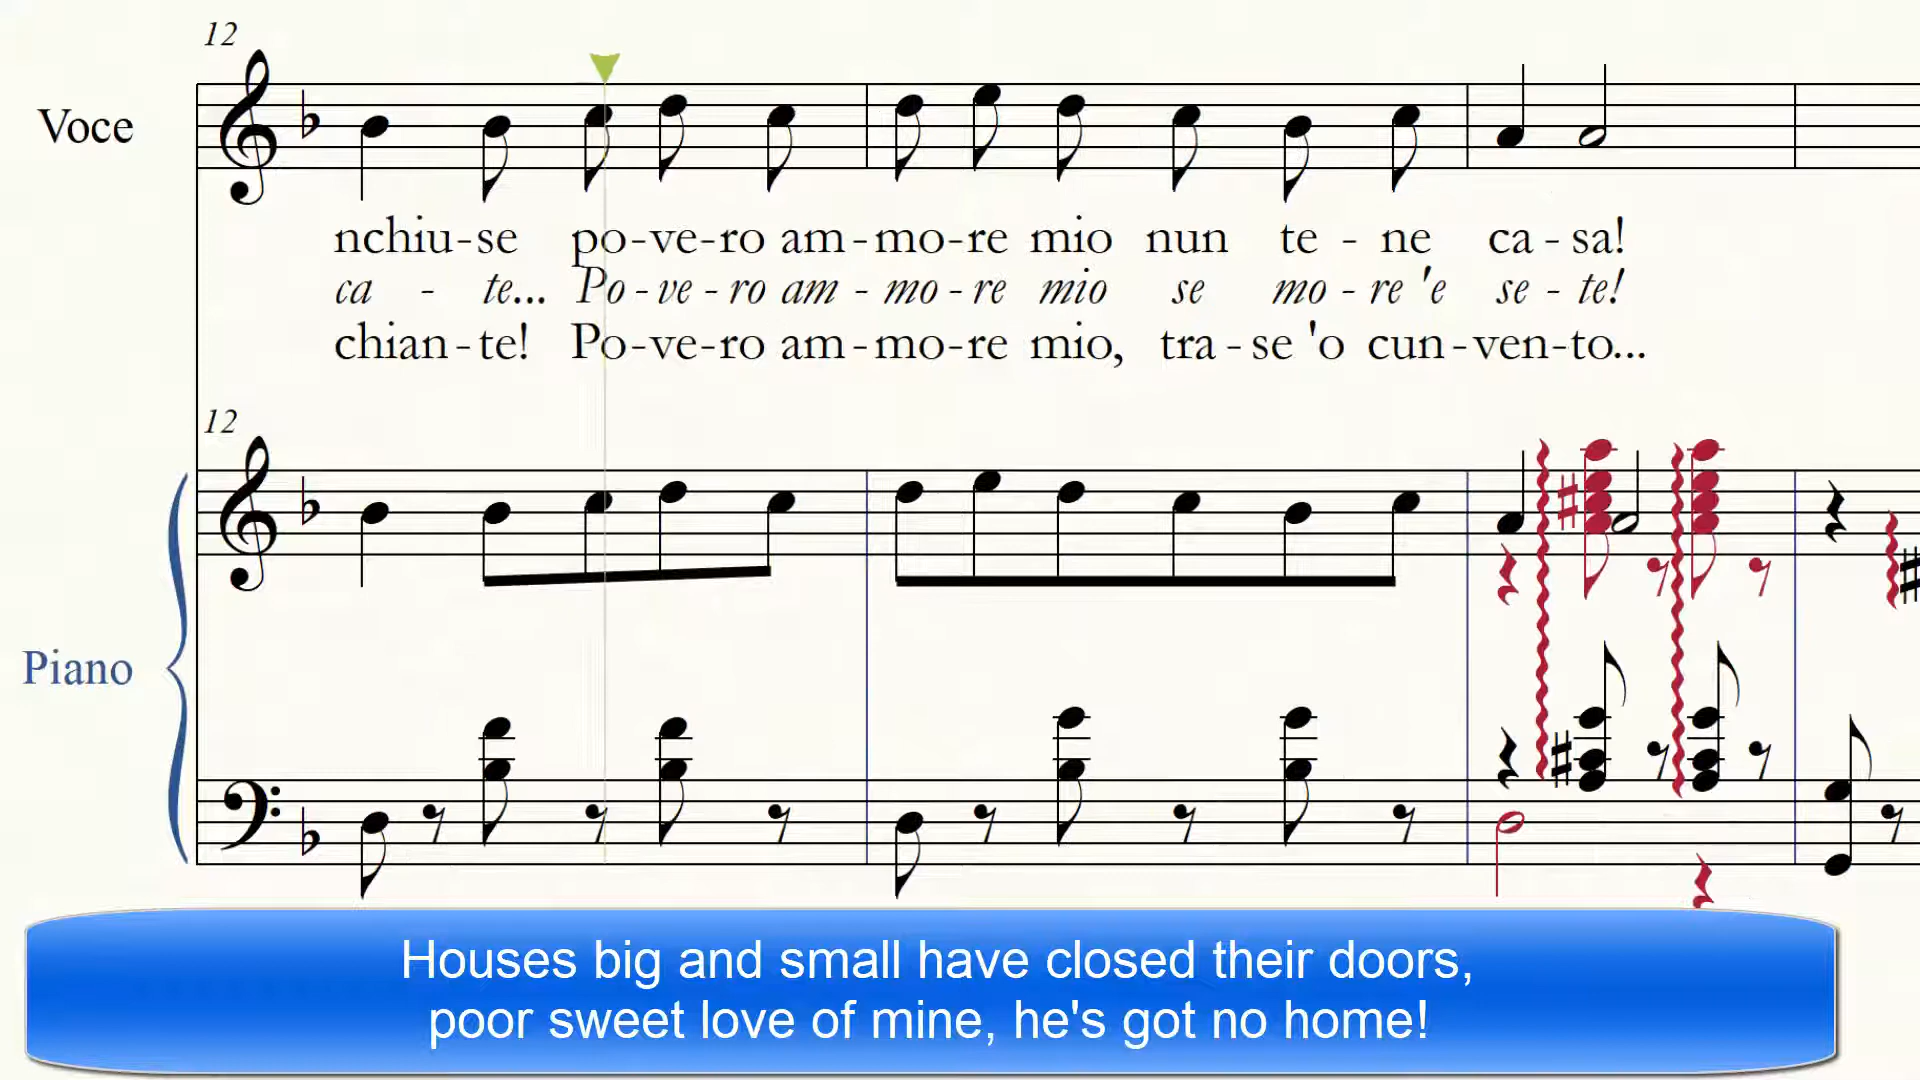 12
Voce
nchiu-se po-ve-ro am-mo-re mio nun te - ne ca - sa!
ca - te... Po-ve-ro am-mo-re mio se mo-re 'e se-te!
chian-te! Po-ve-ro am-mo-re mio, tra-se 'o cun-ven-to...
12
Piano
Houses big and small have closed their doors,
poor sweet love of mine, he's got no home!